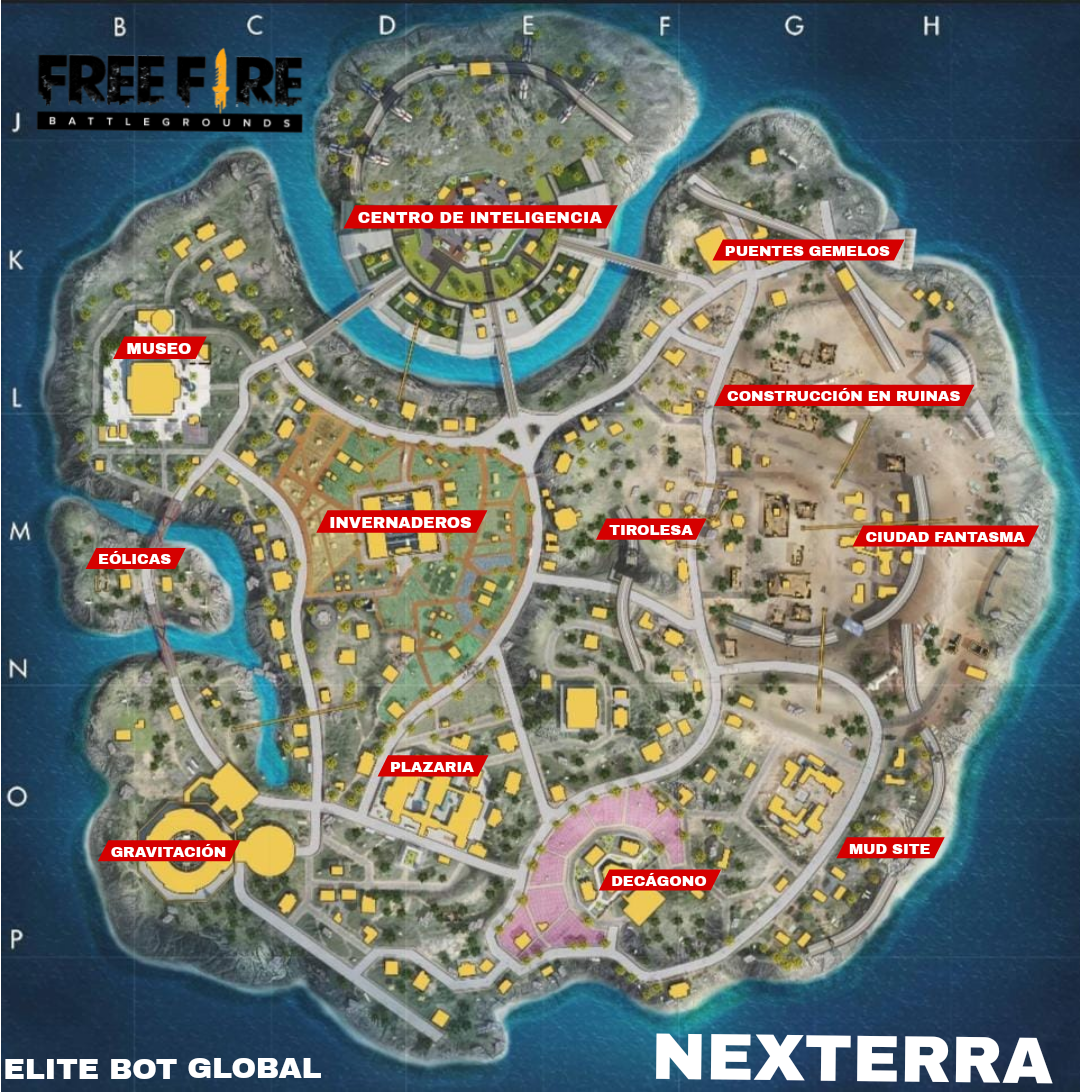 B C D E F G H
FREE FIRE
BATTLEGROUNDS
J
CENTRO DE INTELIGENCIA
PUENTES GEMELOS
K
MUSEO
L
CONSTRUCCIÓN EN RUINAS
INVERNADEROS
TIROLESA
M
CIUDAD FANTASMA
EÓLICAS
N
PLAZARIA
O
GRAVITACIÓN
MUD SITE
DECÁGONO
P
ELITE BOT GLOBAL
NEXTERRA